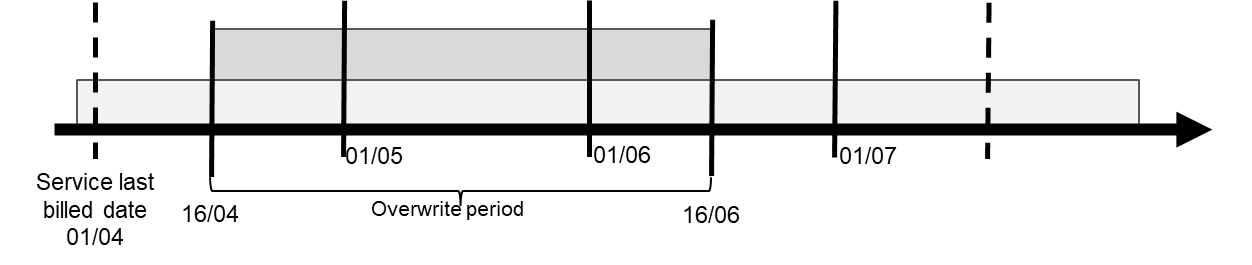 01/05
01/06
01/07
Service last
billed date
01/04
16/04
Overwrite period
16/06